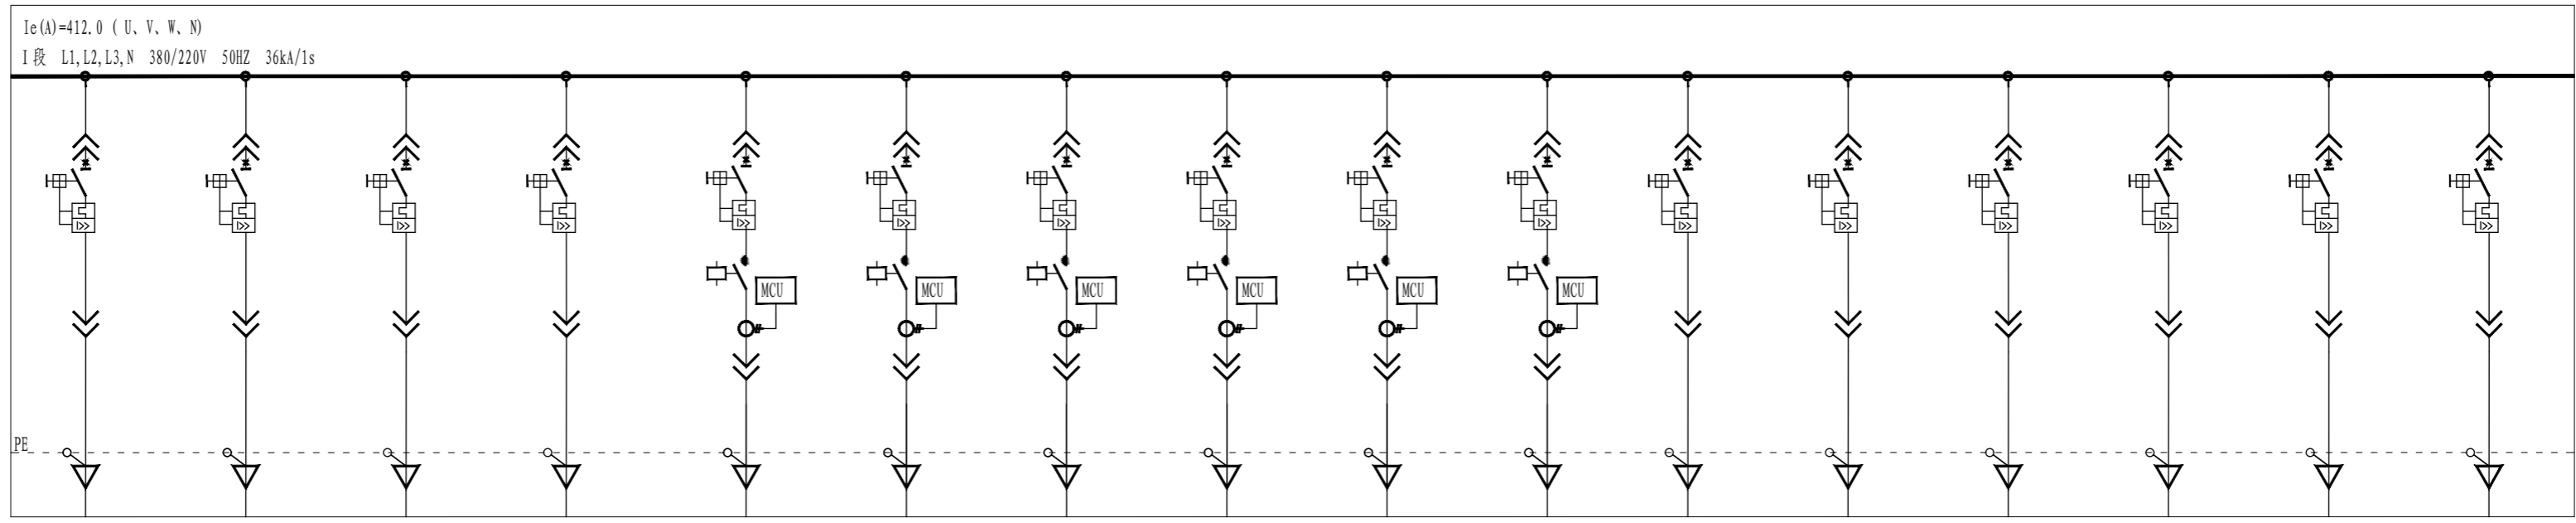 Ie(A)=412.0 ( U、V、W、N)
I段 L1,L2,L3,N 380/220V 50HZ 36kA/1s
I>> I>> I>> I>> I>> I>> I>> I>> I>> I>> I>> I>> I>> I>> I>> I>>
MCU MCU MCU MCU MCU MCU
PE